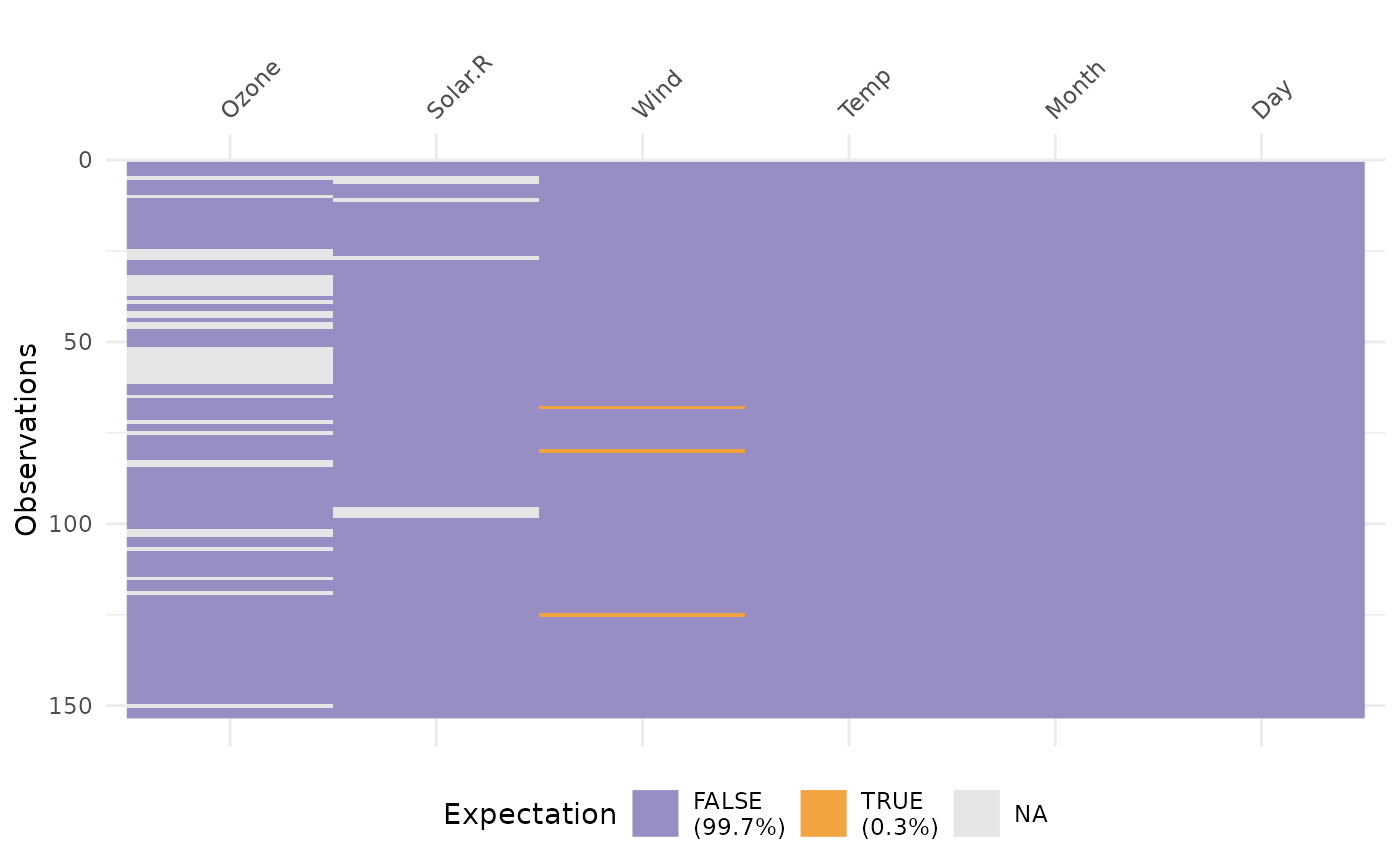 Ozone
Solar.R
Wind
Temp
Month
Day
0
50
100
150
Observations
Expectation
FALSE
(99.7%)
TRUE
(0.3%)
NA